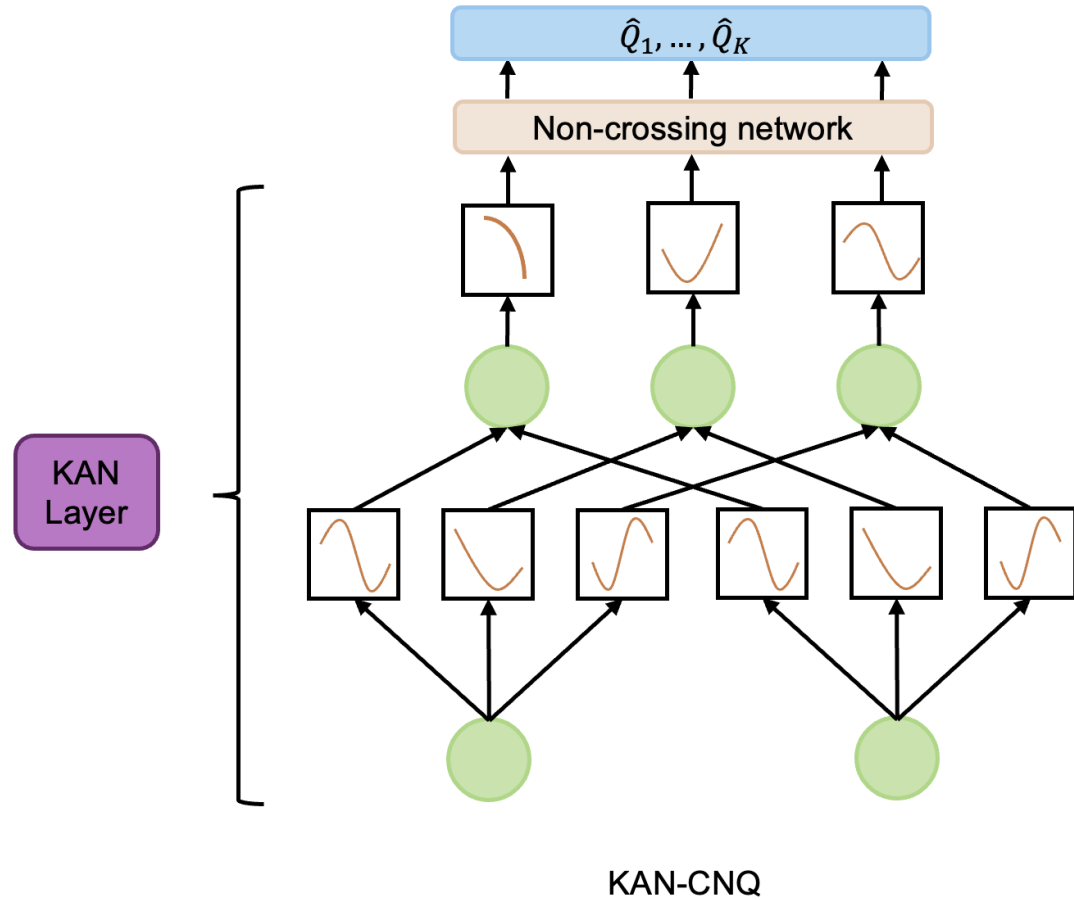 Q̂₁, …, Q̂_K
Non-crossing network
KAN
Layer
KAN-CNQ